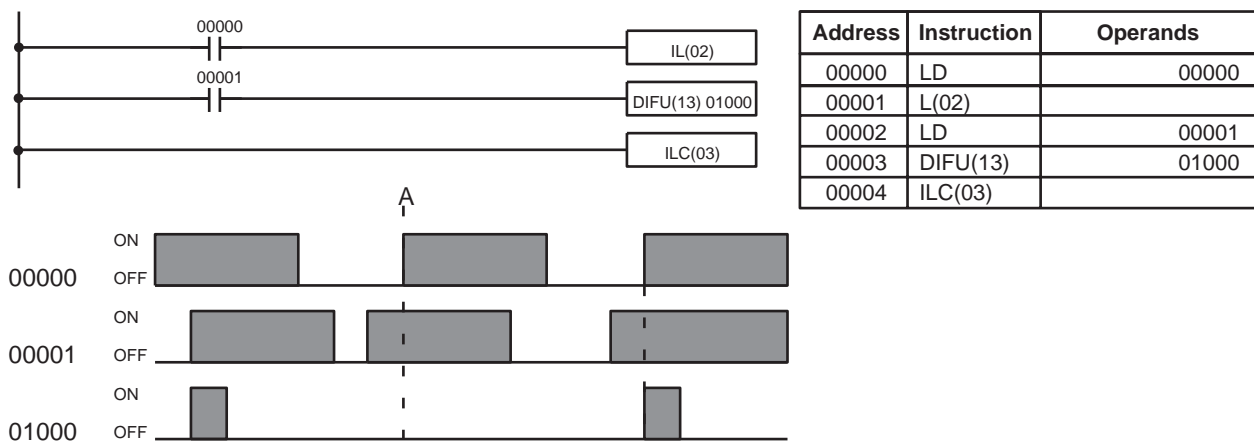 00000
IL(02)
00001
DIFU(13) 01000
ILC(03)
Address Instruction Operands
00000 LD 00000
00001 L(02)
00002 LD 00001
00003 DIFU(13) 01000
00004 ILC(03)
A
ON
00000 OFF
ON
00001 OFF
ON
01000 OFF